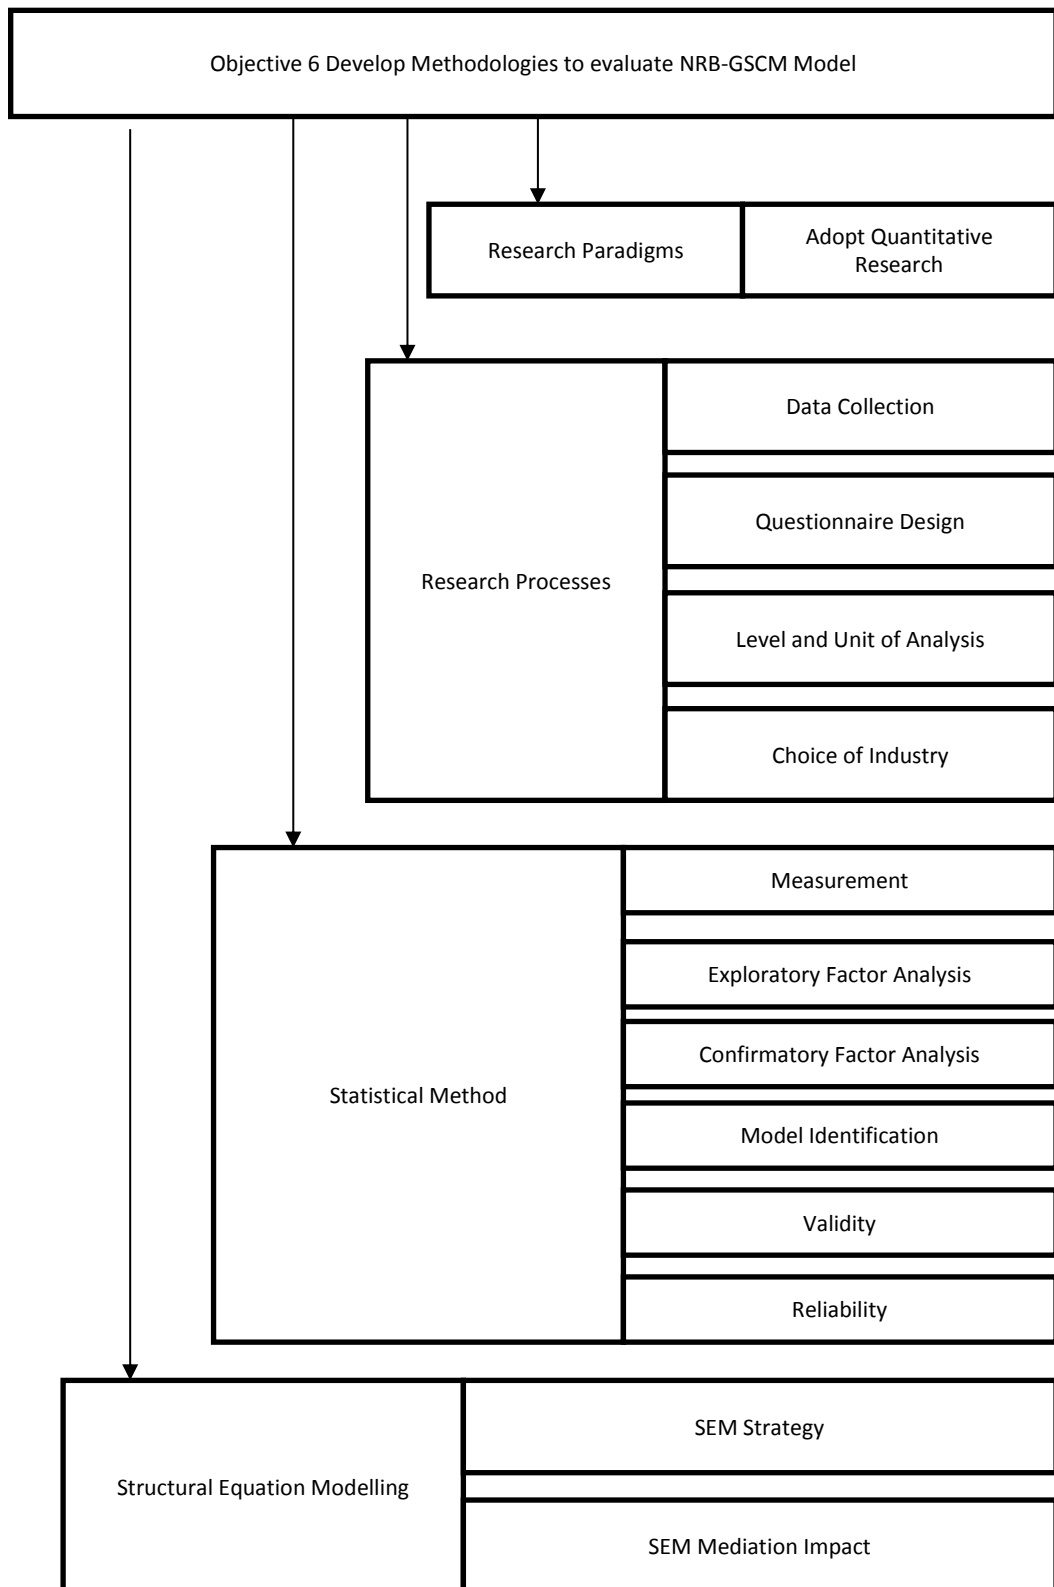 Objective 6 Develop Methodologies to evaluate NRB-GSCM Model
Research Paradigms
Adopt Quantitative
Research
Research Processes
Data Collection
Questionnaire Design
Level and Unit of Analysis
Choice of Industry
Statistical Method
Measurement
Exploratory Factor Analysis
Confirmatory Factor Analysis
Model Identification
Validity
Reliability
Structural Equation Modelling
SEM Strategy
SEM Mediation Impact